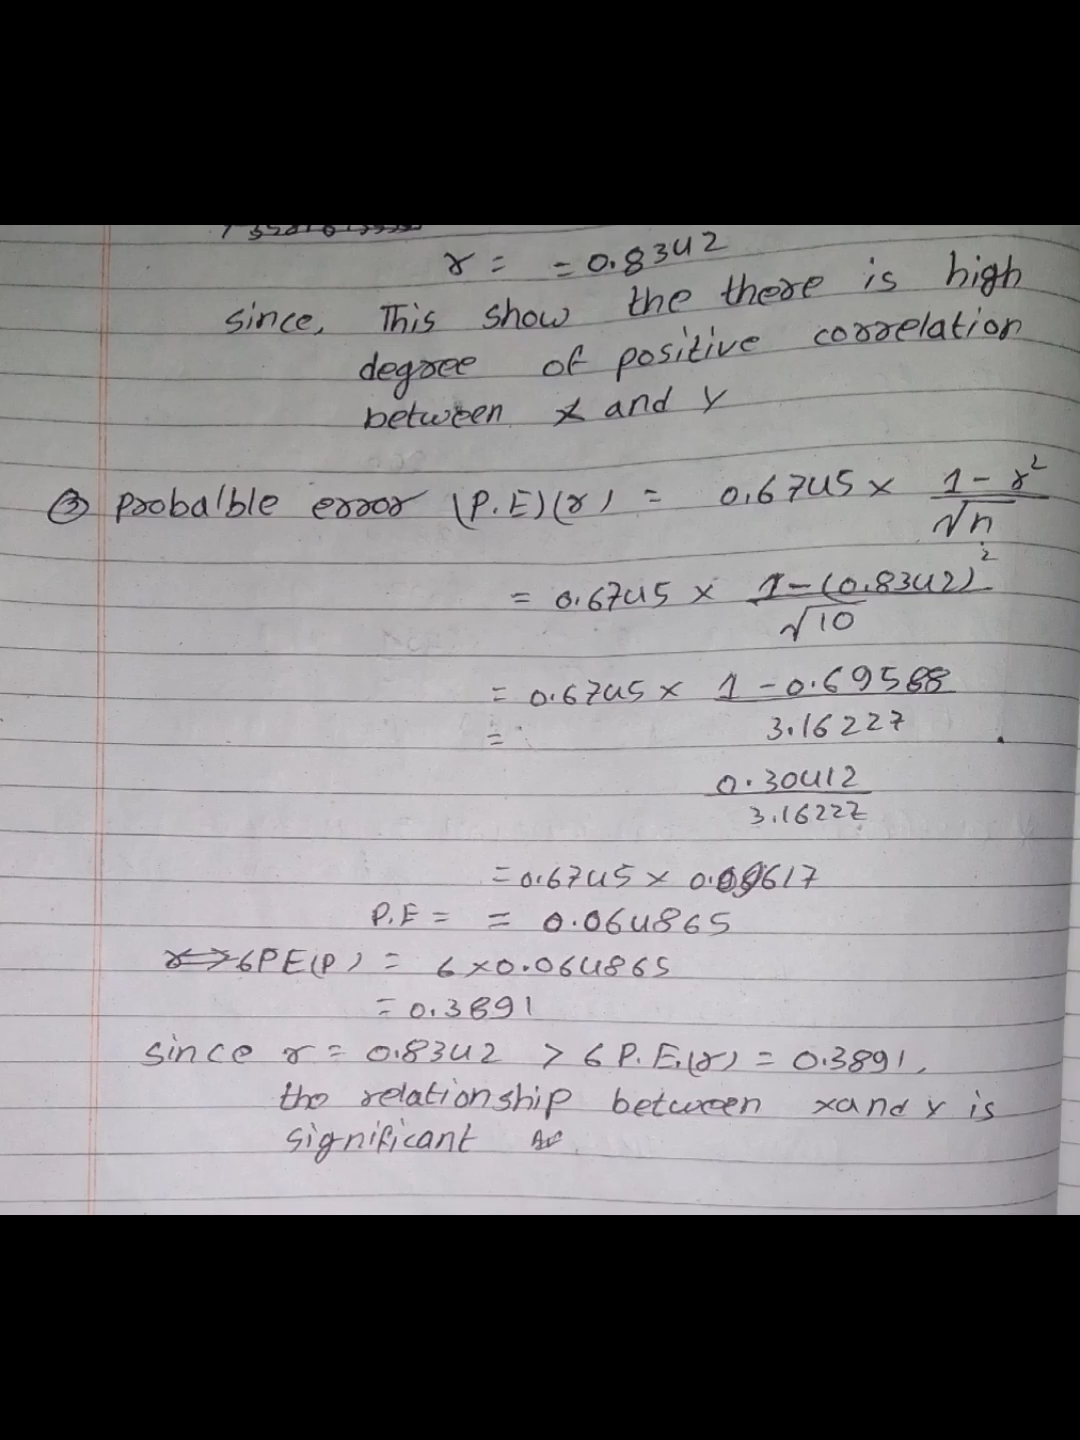 r = = 0.8342
since, This show the there is high
degree of positive correlation
between x and y
③ Probalble error (P.E)(r) = 0.6745 × 1 - r² / √n
= 0.6745 × 1-(0.8342)² / √10
= 0.6745 × 1 - 0.69588 / 3.16227
=
0.30412 / 3.16227
= 0.6745 × 0.09617
P.E = = 0.064865
6PE(P) = 6 × 0.064865
= 0.3891
since r = 0.8342 > 6 P.E.(r) = 0.3891,
the relationship between x and y is
significant